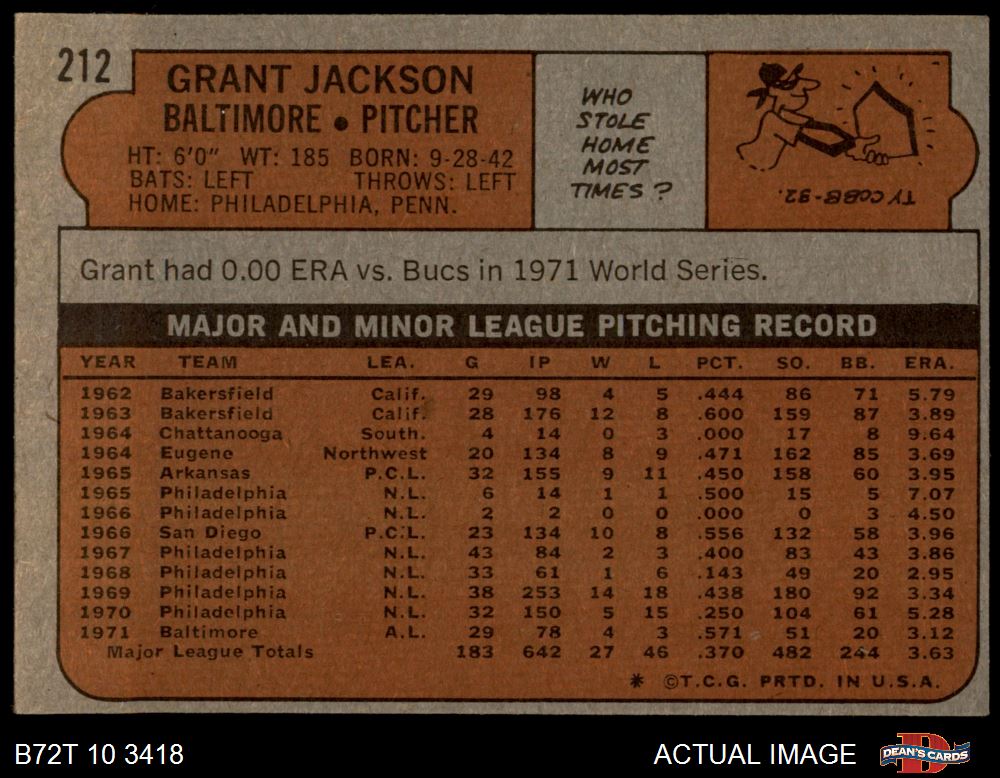 212
GRANT JACKSON
BALTIMORE • PITCHER
HT: 6'0" WT: 185 BORN: 9-28-42
BATS: LEFT THROWS: LEFT
HOME: PHILADELPHIA, PENN.
WHO
STOLE
HOME
MOST
TIMES?
TY COBB-32.
Grant had 0.00 ERA vs. Bucs in 1971 World Series.
MAJOR AND MINOR LEAGUE PITCHING RECORD
YEAR TEAM LEA. G IP W L PCT. SO. BB. ERA.
1962 Bakersfield Calif. 29 98 4 5 .444 86 71 5.79
1963 Bakersfield Calif. 28 176 12 8 .600 159 87 3.89
1964 Chattanooga South. 4 14 0 3 .000 17 8 9.64
1964 Eugene Northwest 20 134 8 9 .471 162 85 3.69
1965 Arkansas P.C.L. 32 155 9 11 .450 158 60 3.95
1965 Philadelphia N.L. 6 14 1 1 .500 15 5 7.07
1966 Philadelphia N.L. 2 2 0 0 .000 0 3 4.50
1966 San Diego P.C.L. 23 134 10 8 .556 132 58 3.96
1967 Philadelphia N.L. 43 84 2 3 .400 83 43 3.86
1968 Philadelphia N.L. 33 61 1 6 .143 49 20 2.95
1969 Philadelphia N.L. 38 253 14 18 .438 180 92 3.34
1970 Philadelphia N.L. 32 150 5 15 .250 104 61 5.28
1971 Baltimore A.L. 29 78 4 3 .571 51 20 3.12
Major League Totals 183 642 27 46 .370 482 244 3.63
* ©T.C.G. PRTD. IN U.S.A.
B72T 10 3418
ACTUAL IMAGE
DEAN'S CARDS